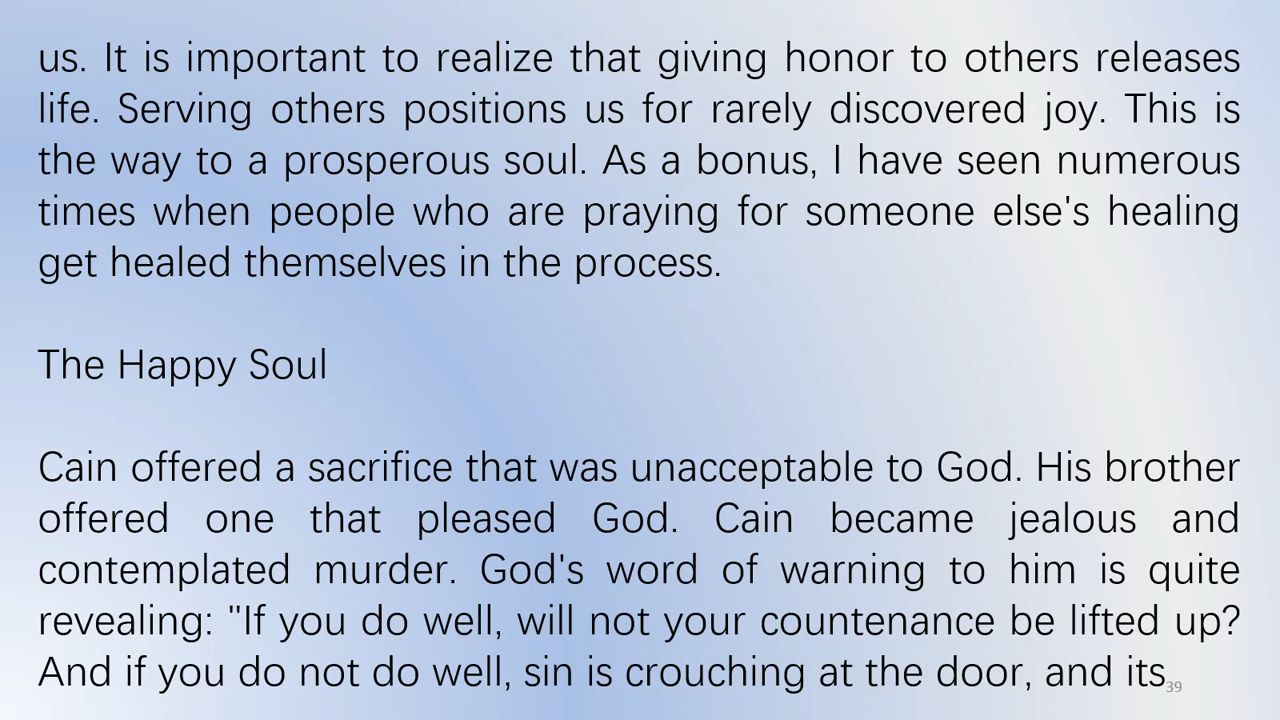 us. It is important to realize that giving honor to others releases
life. Serving others positions us for rarely discovered joy. This is
the way to a prosperous soul. As a bonus, I have seen numerous
times when people who are praying for someone else's healing
get healed themselves in the process.
The Happy Soul
Cain offered a sacrifice that was unacceptable to God. His brother
offered one that pleased God. Cain became jealous and
contemplated murder. God's word of warning to him is quite
revealing: "If you do well, will not your countenance be lifted up?
And if you do not do well, sin is crouching at the door, and its
39